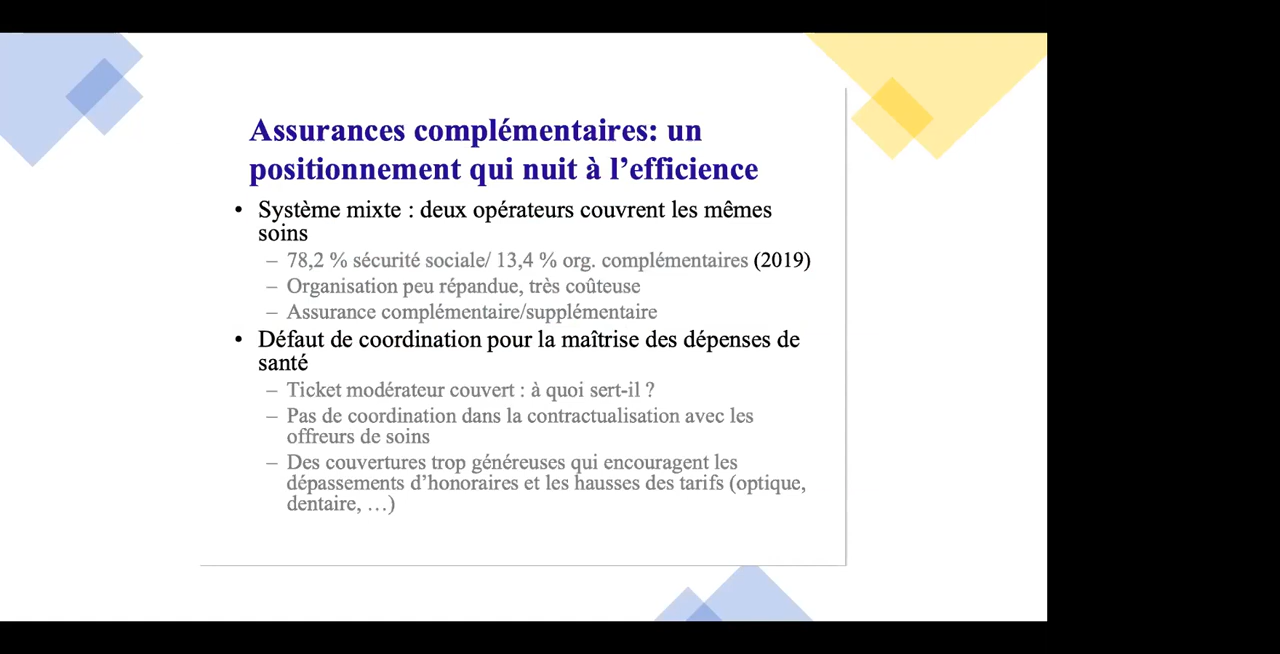 Assurances complémentaires: un
positionnement qui nuit à l’efficience
• Système mixte : deux opérateurs couvrent les mêmes
soins
– 78,2 % sécurité sociale/ 13,4 % org. complémentaires (2019)
– Organisation peu répandue, très coûteuse
– Assurance complémentaire/supplémentaire
• Défaut de coordination pour la maîtrise des dépenses de
santé
– Ticket modérateur couvert : à quoi sert-il ?
– Pas de coordination dans la contractualisation avec les
offreurs de soins
– Des couvertures trop généreuses qui encouragent les
dépassements d’honoraires et les hausses des tarifs (optique,
dentaire, …)